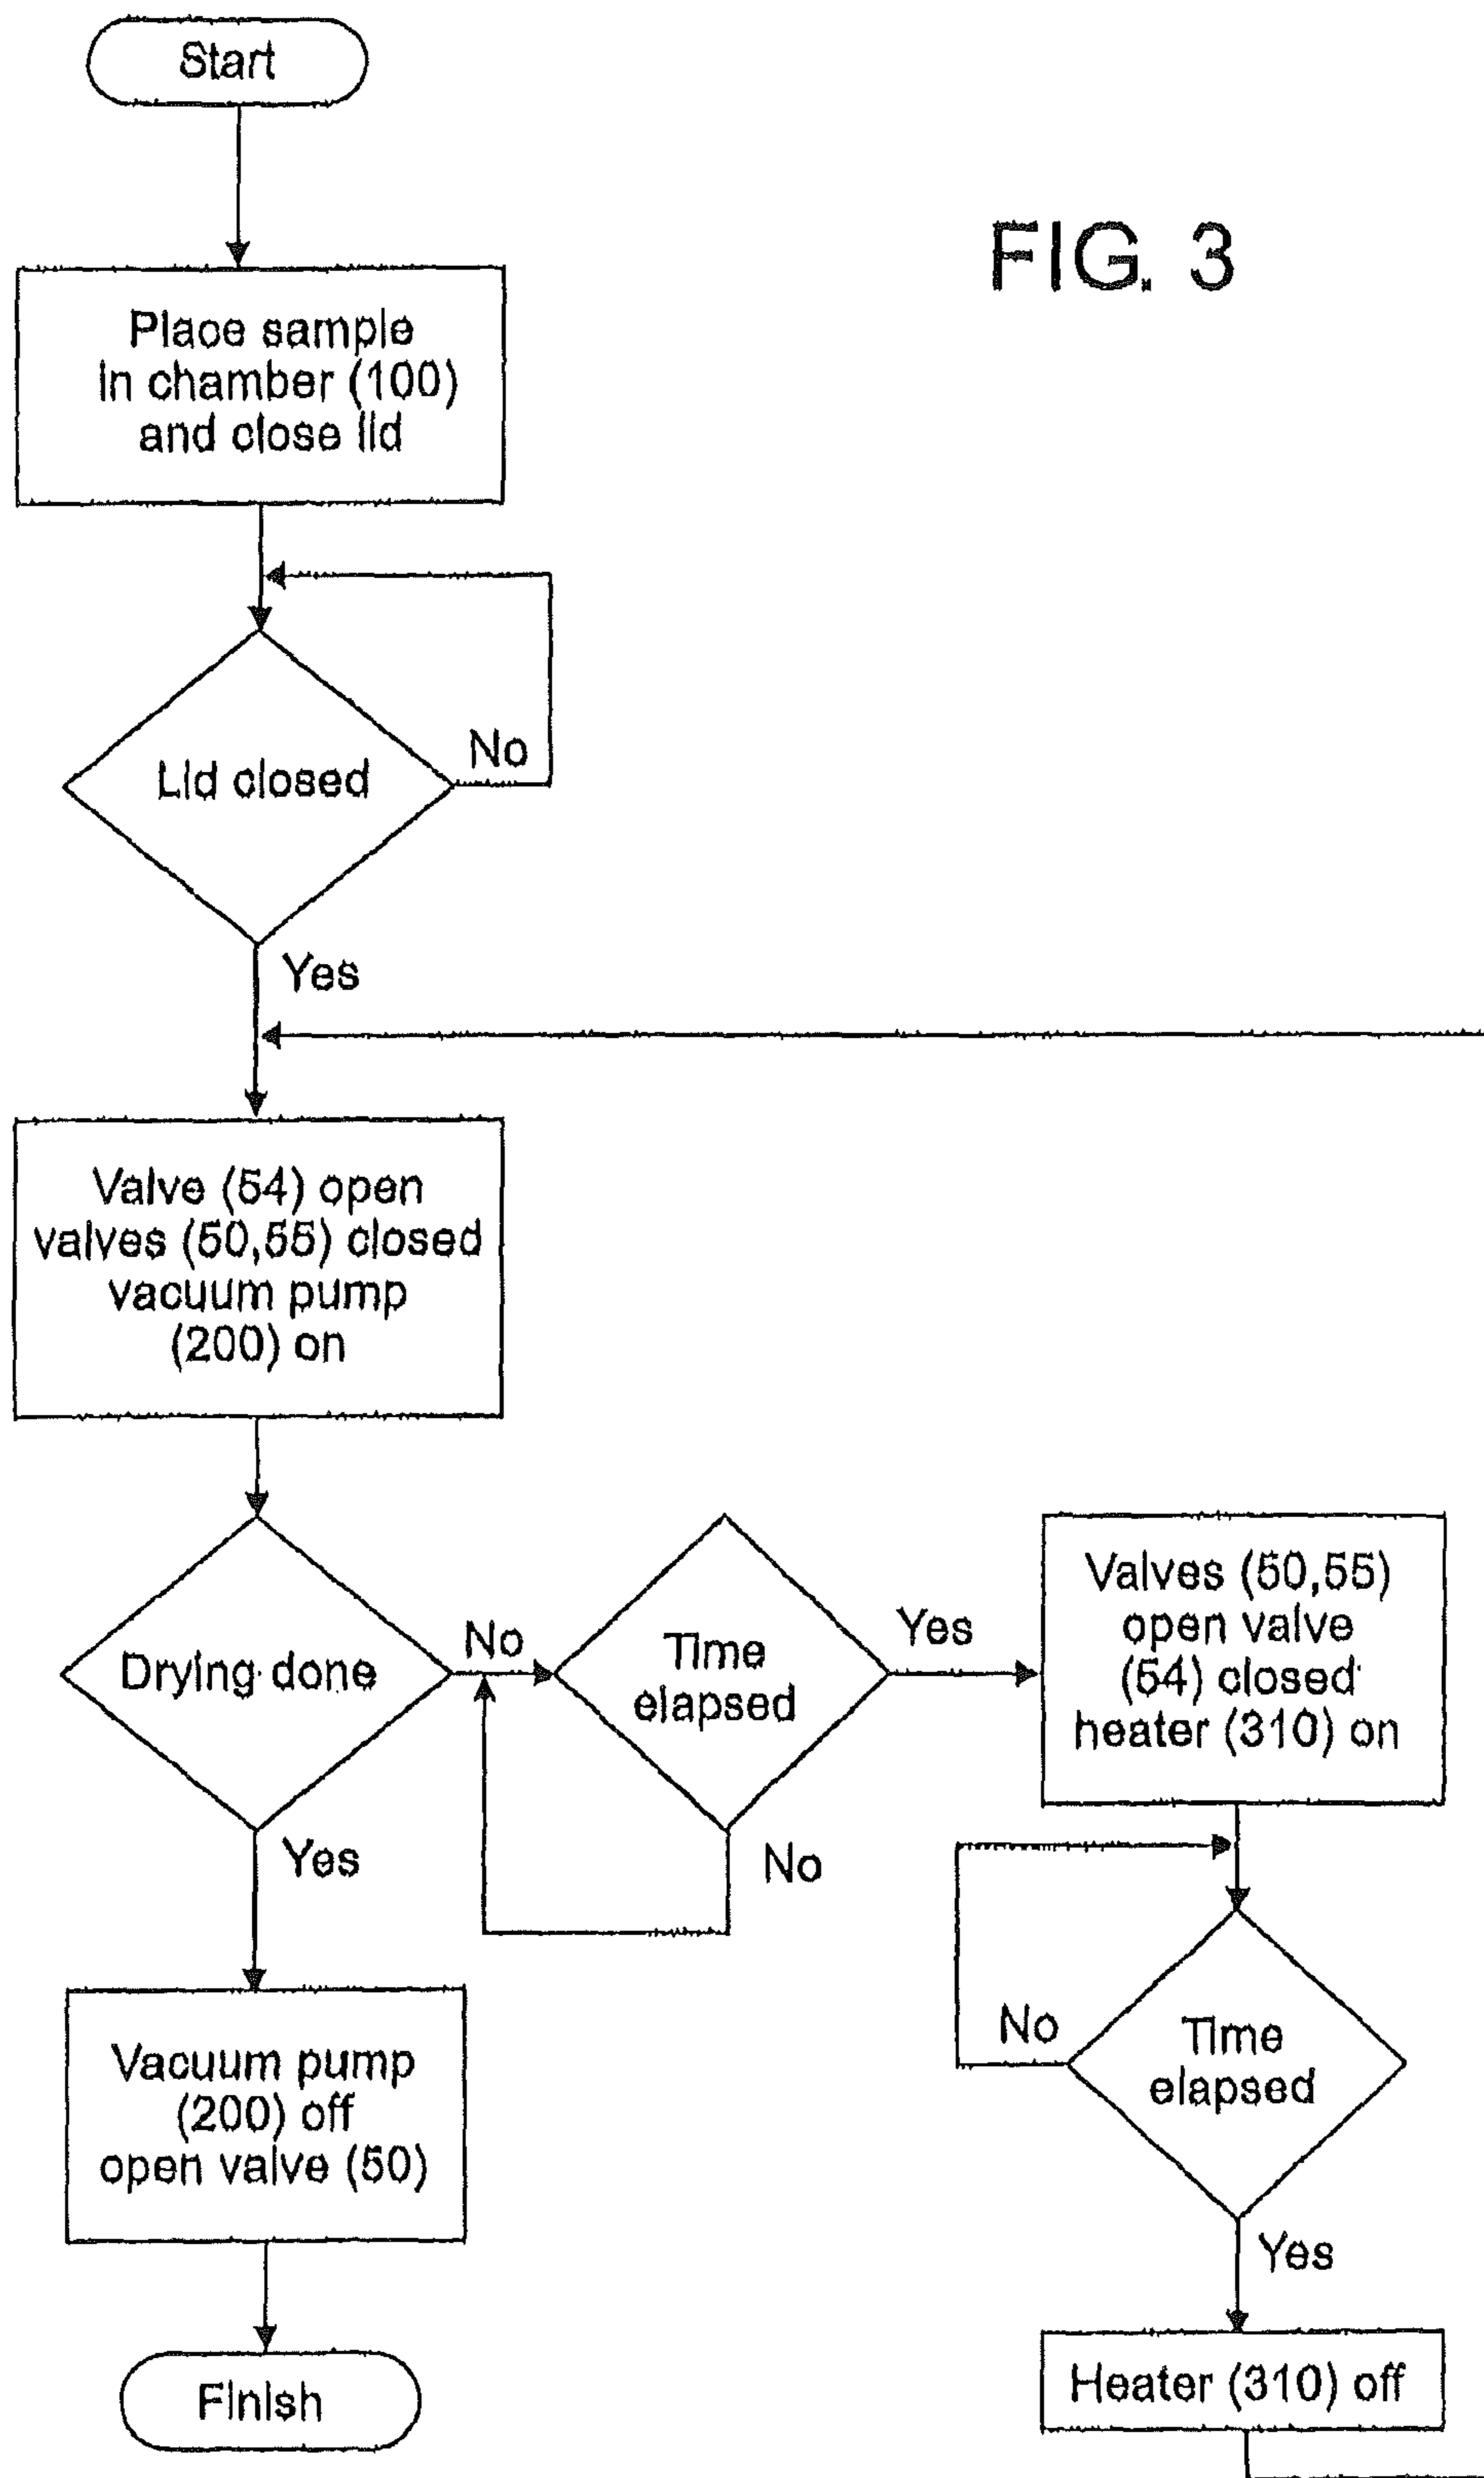 Start
FIG. 3
Place sample
in chamber (100)
and close lid
Lid closed
No
Yes
Valve (54) open
valves (50,55) closed
vacuum pump
(200) on
Drying done
No
Yes
Time
elapsed
Yes
No
Valves (50,55)
open valve
(54) closed
heater (310) on
Time
elapsed
No
Yes
Heater (310) off
Vacuum pump
(200) off
open valve (50)
Finish